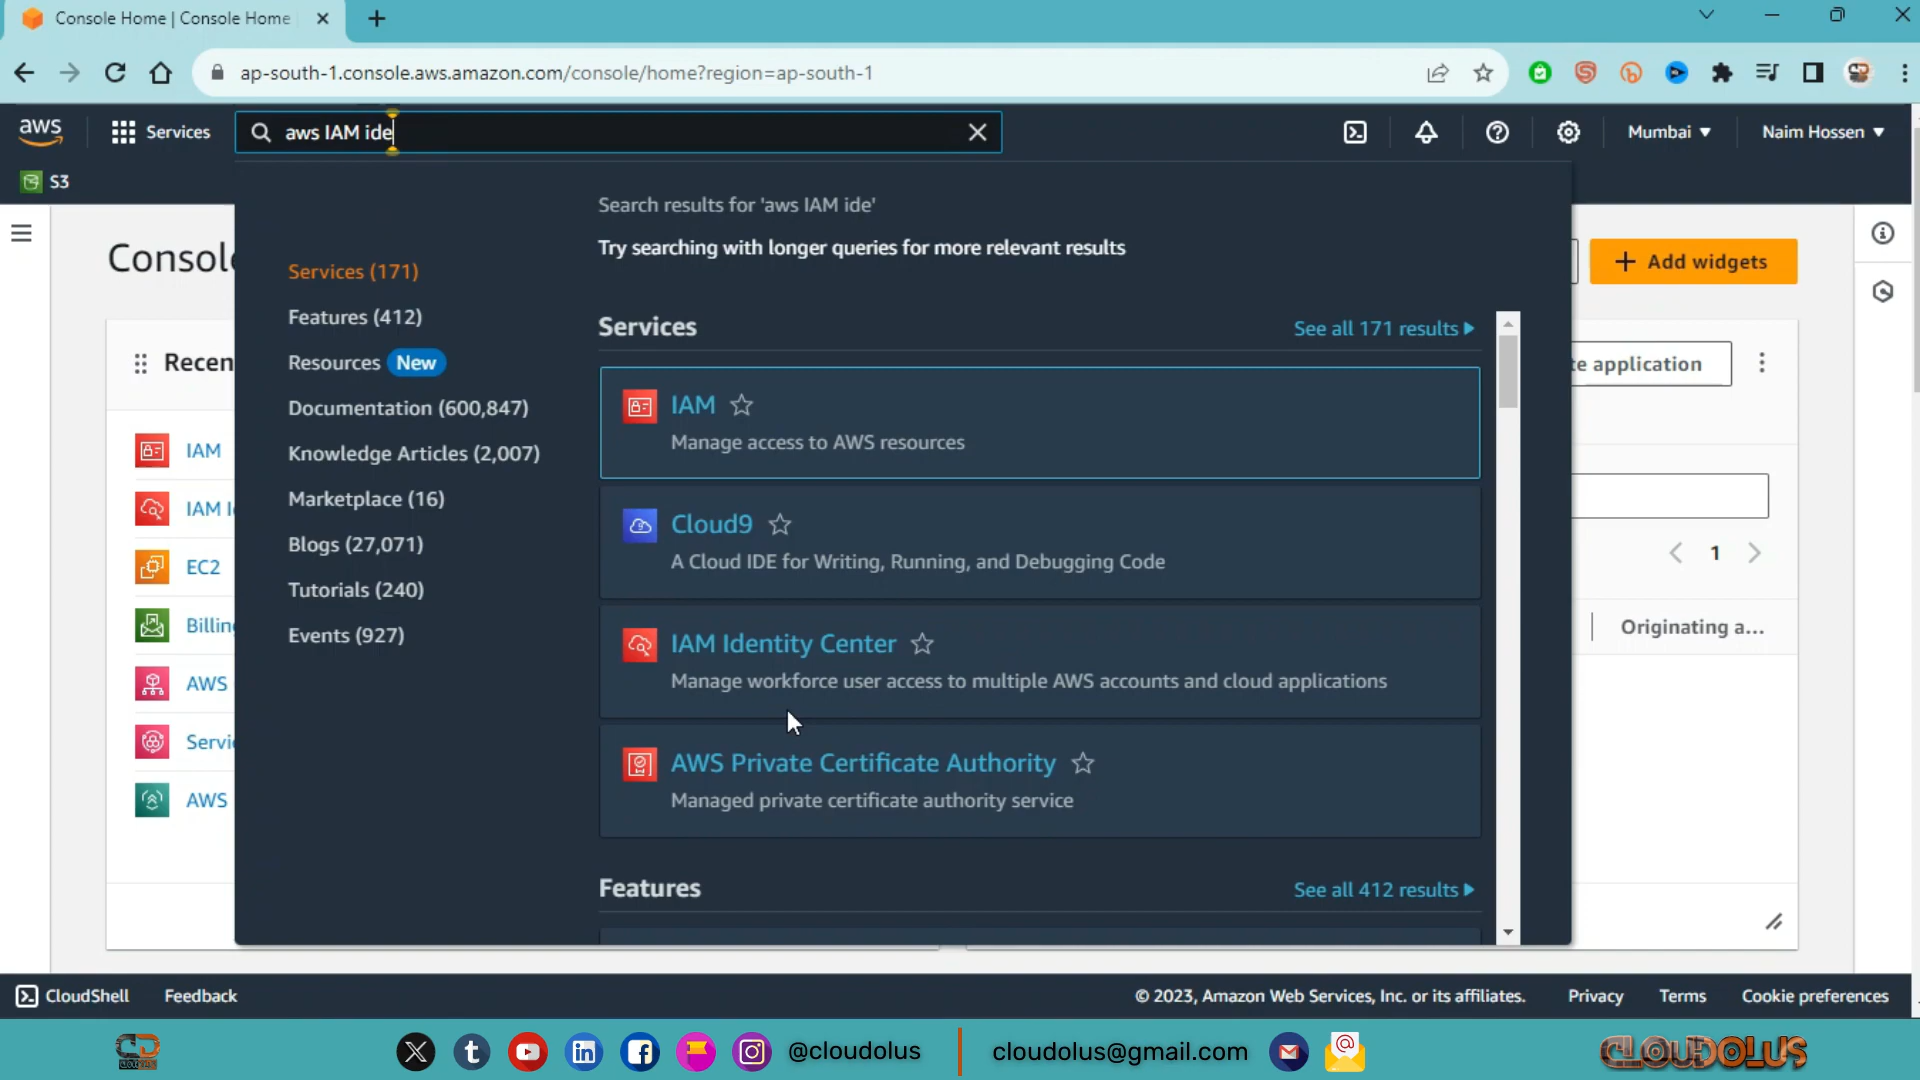 Console Home | Console Home
ap-south-1.console.aws.amazon.com/console/home?region=ap-south-1
aws
Services
aws IAM ide
Mumbai
Naim Hossen
S3
Search results for 'aws IAM ide'
Try searching with longer queries for more relevant results
Console
Add widgets
Services (171)
Features (412)
Resources New
Documentation (600,847)
Knowledge Articles (2,007)
Marketplace (16)
Blogs (27,071)
Tutorials (240)
Events (927)
Services
See all 171 results
IAM
Manage access to AWS resources
Cloud9
A Cloud IDE for Writing, Running, and Debugging Code
IAM Identity Center
Manage workforce user access to multiple AWS accounts and cloud applications
AWS Private Certificate Authority
Managed private certificate authority service
Features
See all 412 results
Recen
IAM
IAM I
EC2
Billin
AWS
Servi
AWS
te application
1
Originating a...
CloudShell
Feedback
© 2023, Amazon Web Services, Inc. or its affiliates.
Privacy
Terms
Cookie preferences
@cloudolus
cloudolus@gmail.com
CLOUDOLUS